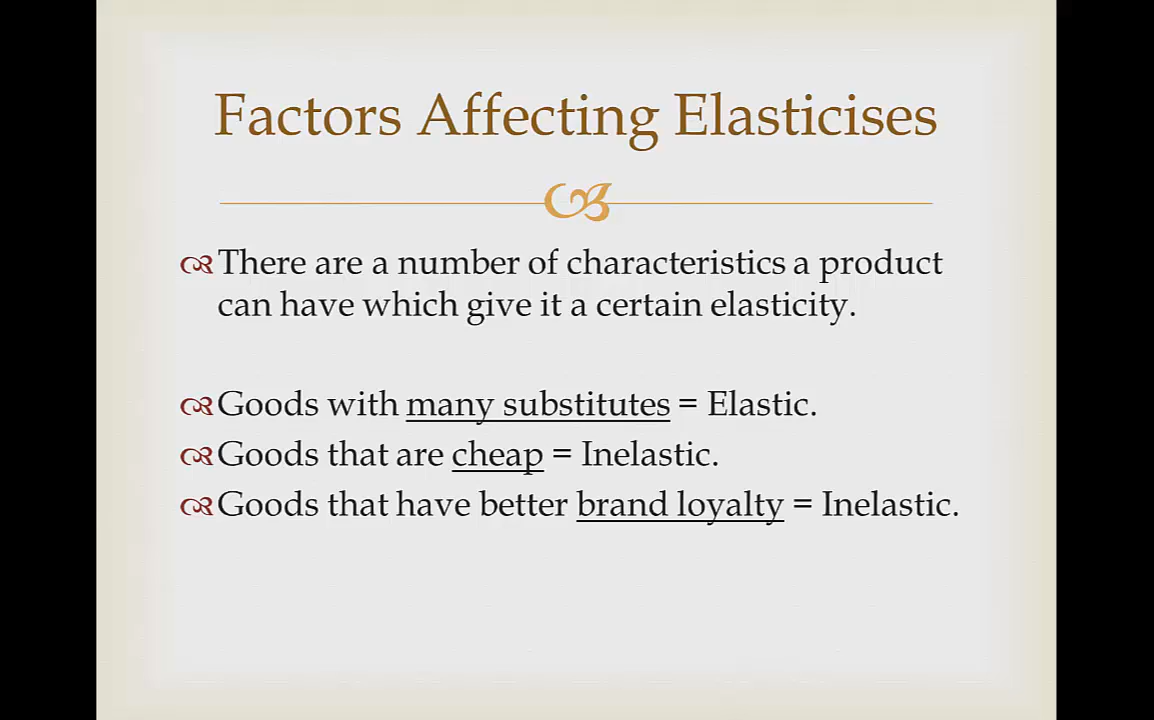 Factors Affecting Elasticises
There are a number of characteristics a product
can have which give it a certain elasticity.
Goods with many substitutes = Elastic.
Goods that are cheap = Inelastic.
Goods that have better brand loyalty = Inelastic.